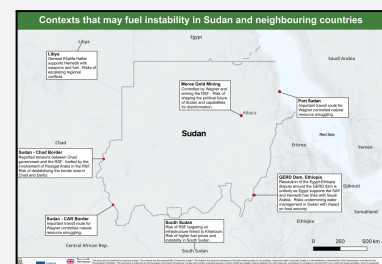 Contexts that may fuel instability in Sudan and neighbouring countries
Libya
Egypt
Saudi Arabia
Libya
General Khalifa Haftar
supports Hemedti with
weapons and fuel. Risks of
escalating regional
conflicts.
Meroe Gold Mining
Controlled by Wagner and
arming the RSF. Risk of
shaping the political future
of Sudan and capabilities
for disinformation.
Atbara
Port Sudan
Important transit route for
Wagner controlled natural
resource smuggling.
Sudan
Red Sea
Yemen
Chad
Eritrea
Sudan - Chad Border
Reported tensions between Chad
government and the RSF, fuelled by the
involvement of Rizeigat Arabs in the RSF.
Risk of destabilising the border area in
Chad and Darfur.
GERD Dam, Ethiopia
Resolution of the Egypt-Ethiopia
dispute around the GERD dam is
unlikely as Egypt supports the SAF
and Hemedti has links with Saudi
Arabia. Risks undermining water
management in Sudan with impact
on food security.
Djibouti
Somaliland
Sudan - CAR Border
Important transit route for
Wagner controlled natural
resource smuggling.
South Sudan
Risk of RSF targeting oil
infrastructure linked to Khartoum.
Risk of higher fuel prices and
instability in South Sudan.
Ethiopia
Central African Rep.
South Sudan
0 250 500 km